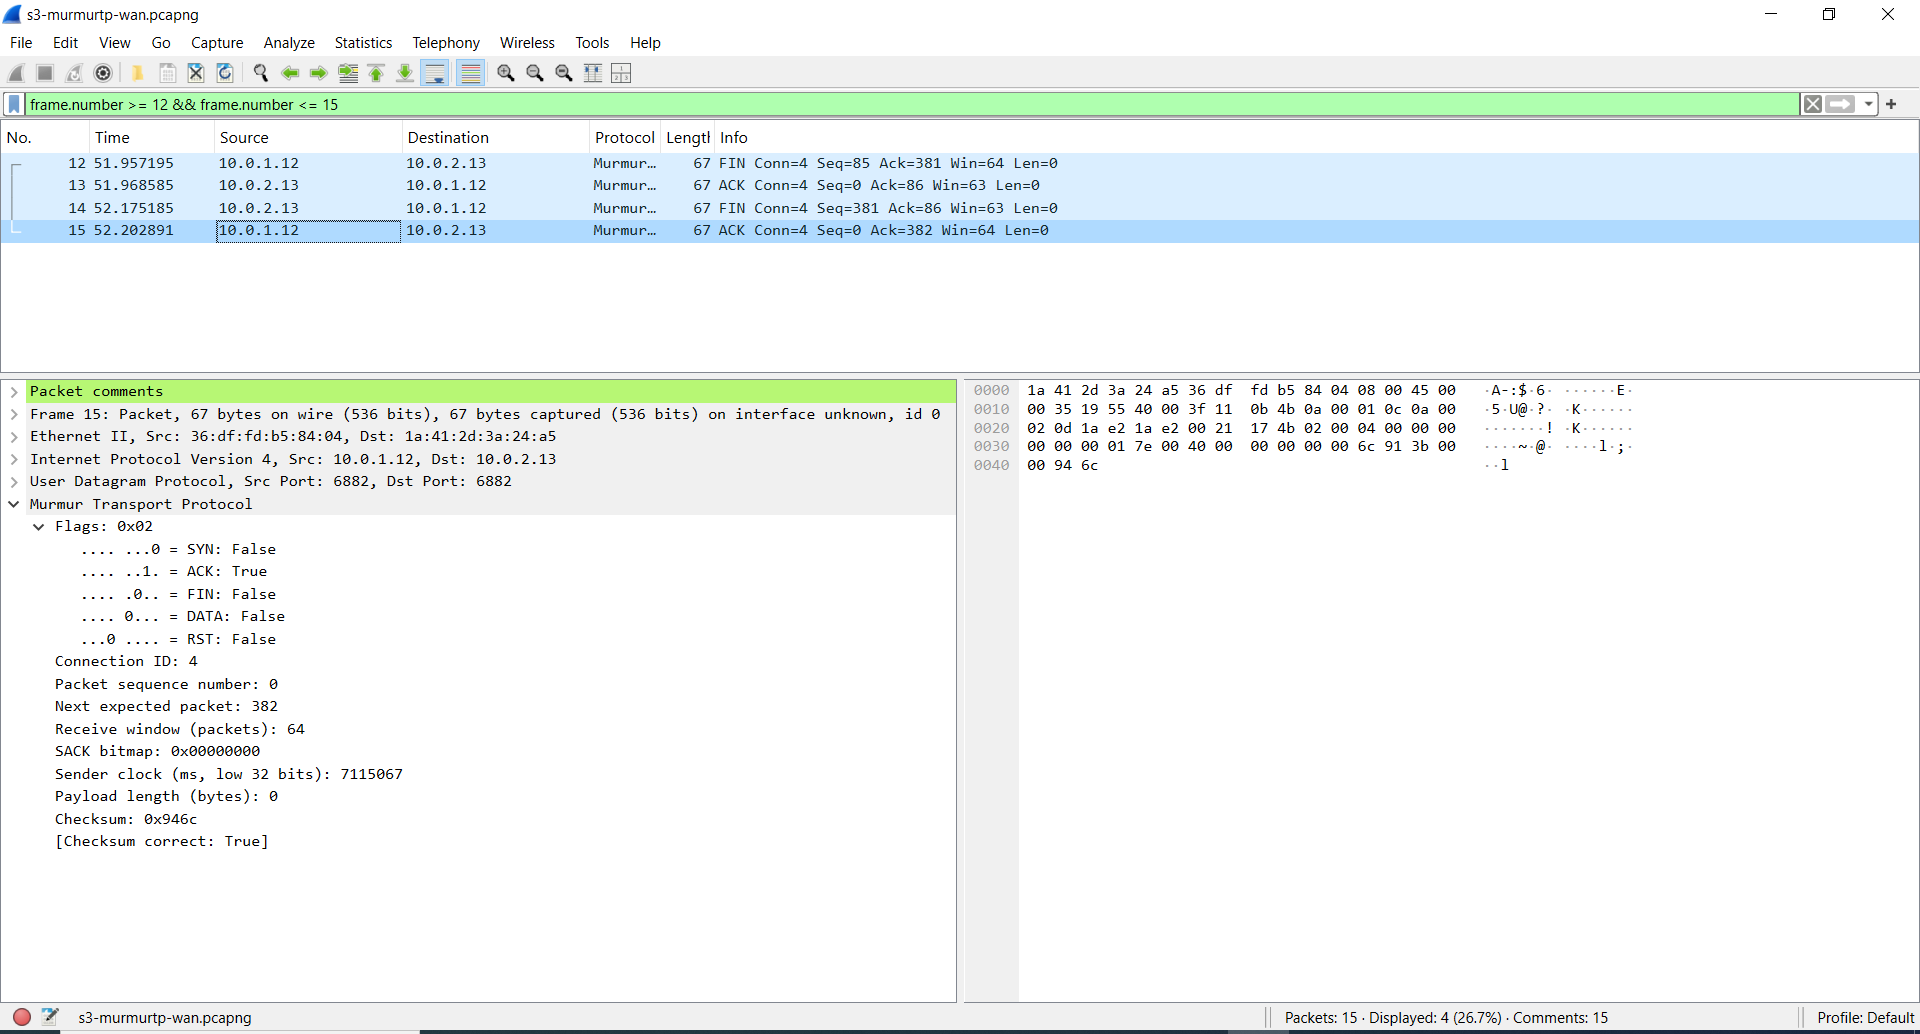 s3-murmurtp-wan.pcapng
File Edit View Go Capture Analyze Statistics Telephony Wireless Tools Help
frame.number >= 12 && frame.number <= 15
No. Time Source Destination Protocol Length Info
12 51.957195 10.0.1.12 10.0.2.13 Murmur… 67 FIN Conn=4 Seq=85 Ack=381 Win=64 Len=0
13 51.968585 10.0.2.13 10.0.1.12 Murmur… 67 ACK Conn=4 Seq=0 Ack=86 Win=63 Len=0
14 52.175185 10.0.2.13 10.0.1.12 Murmur… 67 FIN Conn=4 Seq=381 Ack=86 Win=63 Len=0
15 52.202891 10.0.1.12 10.0.2.13 Murmur… 67 ACK Conn=4 Seq=0 Ack=382 Win=64 Len=0
Packet comments
Frame 15: Packet, 67 bytes on wire (536 bits), 67 bytes captured (536 bits) on interface unknown, id 0
Ethernet II, Src: 36:df:fd:b5:84:04, Dst: 1a:41:2d:3a:24:a5
Internet Protocol Version 4, Src: 10.0.1.12, Dst: 10.0.2.13
User Datagram Protocol, Src Port: 6882, Dst Port: 6882
Murmur Transport Protocol
Flags: 0x02
.... ...0 = SYN: False
.... ..1. = ACK: True
.... .0.. = FIN: False
.... 0... = DATA: False
...0 .... = RST: False
Connection ID: 4
Packet sequence number: 0
Next expected packet: 382
Receive window (packets): 64
SACK bitmap: 0x00000000
Sender clock (ms, low 32 bits): 7115067
Payload length (bytes): 0
Checksum: 0x946c
[Checksum correct: True]
0000 1a 41 2d 3a 24 a5 36 df fd b5 84 04 08 00 45 00 ·A-:$·6· ······E·
0010 00 35 19 55 40 00 3f 11 0b 4b 0a 00 01 0c 0a 00 ·5·U@·?· ·K······
0020 02 0d 1a e2 1a e2 00 21 17 4b 02 00 04 00 00 00 ·······! ·K······
0030 00 00 00 01 7e 00 40 00 00 00 00 00 6c 91 3b 00 ····~·@· ····l·;·
0040 00 94 6c ··l
s3-murmurtp-wan.pcapng
Packets: 15 · Displayed: 4 (26.7%) · Comments: 15
Profile: Default